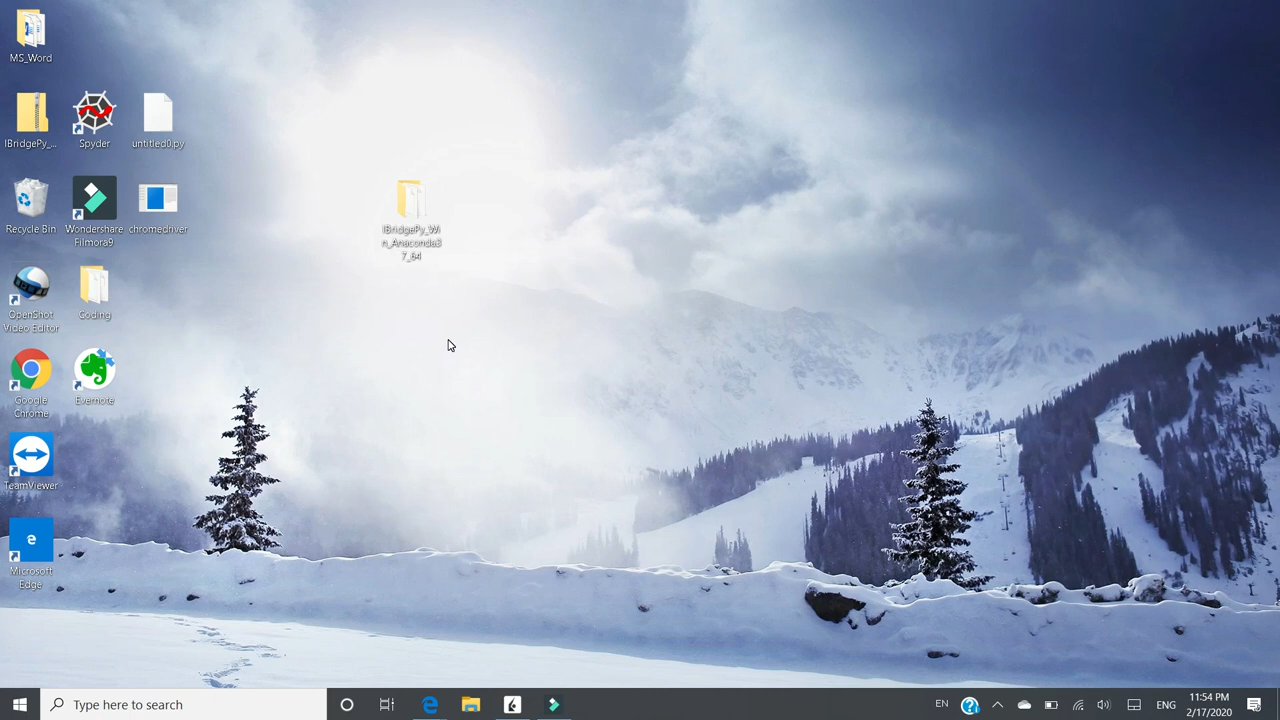 MS_Word
IBridgePy_...
Spyder
untitled0.py
Recycle Bin
Wondershare
Filmora9
chromedriver
IBridgePy_Wi
n_Anaconda3
7_64
OpenShot
Video Editor
Coding
Google
Chrome
Evernote
TeamViewer
Microsoft
Edge
Type here to search
EN
ENG
11:54 PM
2/17/2020